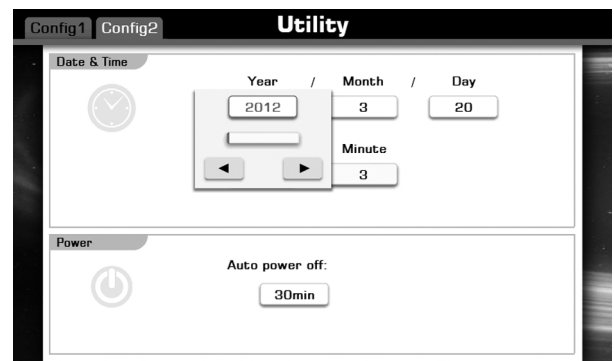 Config1 Config2 Utility
Date & Time
Year / Month / Day
2012 3 20
Minute
3
Power
Auto power off:
30min